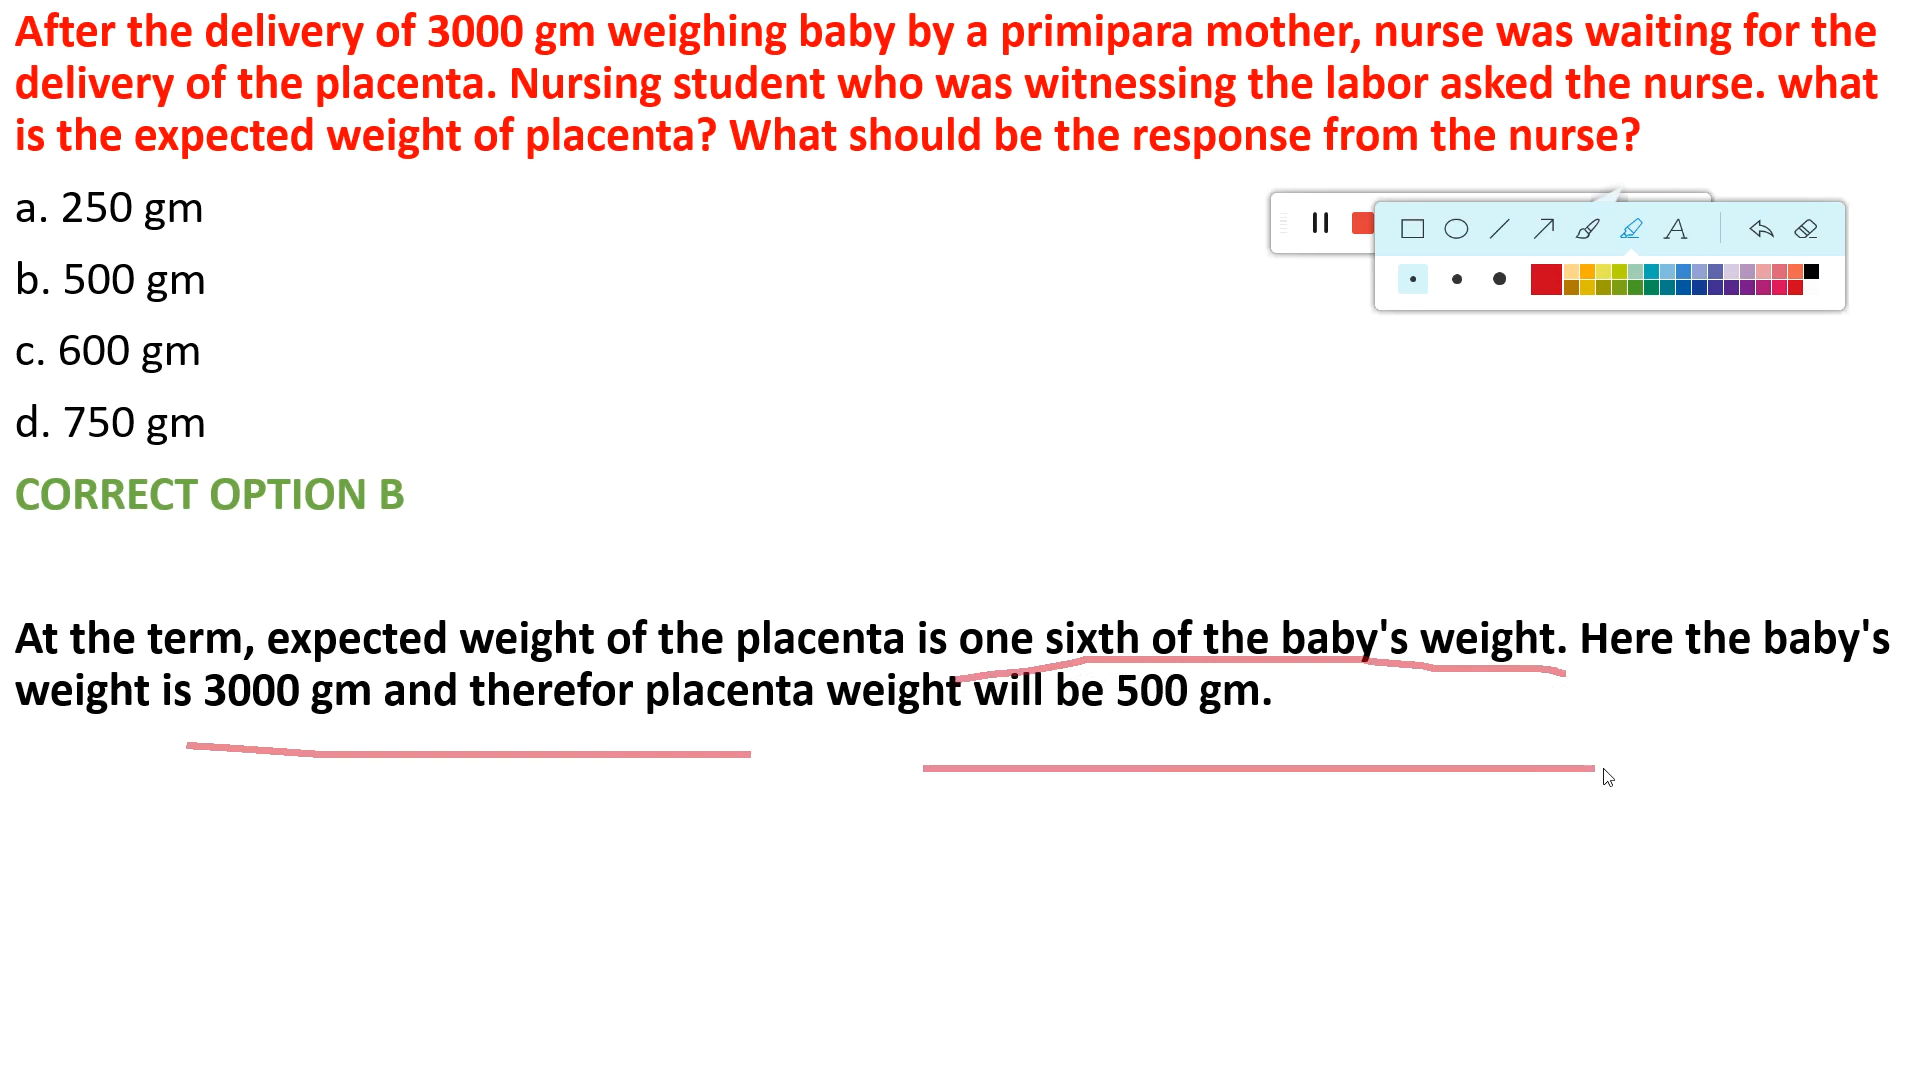 After the delivery of 3000 gm weighing baby by a primipara mother, nurse was waiting for the
delivery of the placenta. Nursing student who was witnessing the labor asked the nurse. what
is the expected weight of placenta? What should be the response from the nurse?
a. 250 gm
b. 500 gm
c. 600 gm
d. 750 gm
CORRECT OPTION B
At the term, expected weight of the placenta is one sixth of the baby's weight. Here the baby's
weight is 3000 gm and therefor placenta weight will be 500 gm.